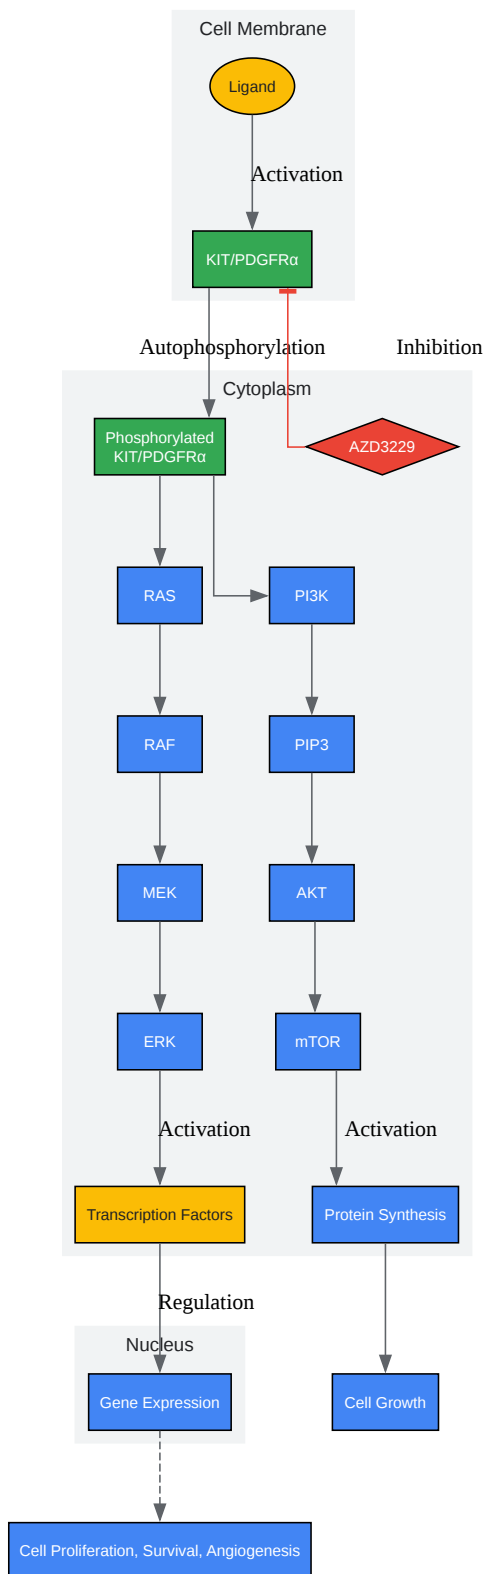 Cell Membrane
Ligand
Activation
KIT/PDGFRα
Autophosphorylation
Inhibition
Cytoplasm
Phosphorylated
KIT/PDGFRα
AZD3229
RAS
PI3K
RAF
PIP3
MEK
AKT
ERK
mTOR
Activation
Activation
Transcription Factors
Protein Synthesis
Regulation
Nucleus
Gene Expression
Cell Growth
Cell Proliferation, Survival, Angiogenesis